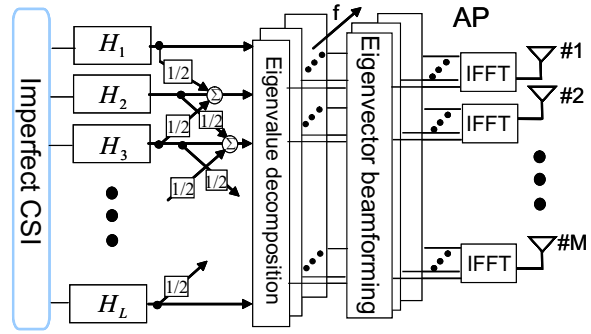 Imperfect CSI
H1
H2
H3
HL
1/2
Σ
1/2
1/2
Σ
1/2
1/2
1/2
Eigenvalue decomposition
f
Eigenvector beamforming
AP
IFFT
#1
IFFT
#2
IFFT
#M